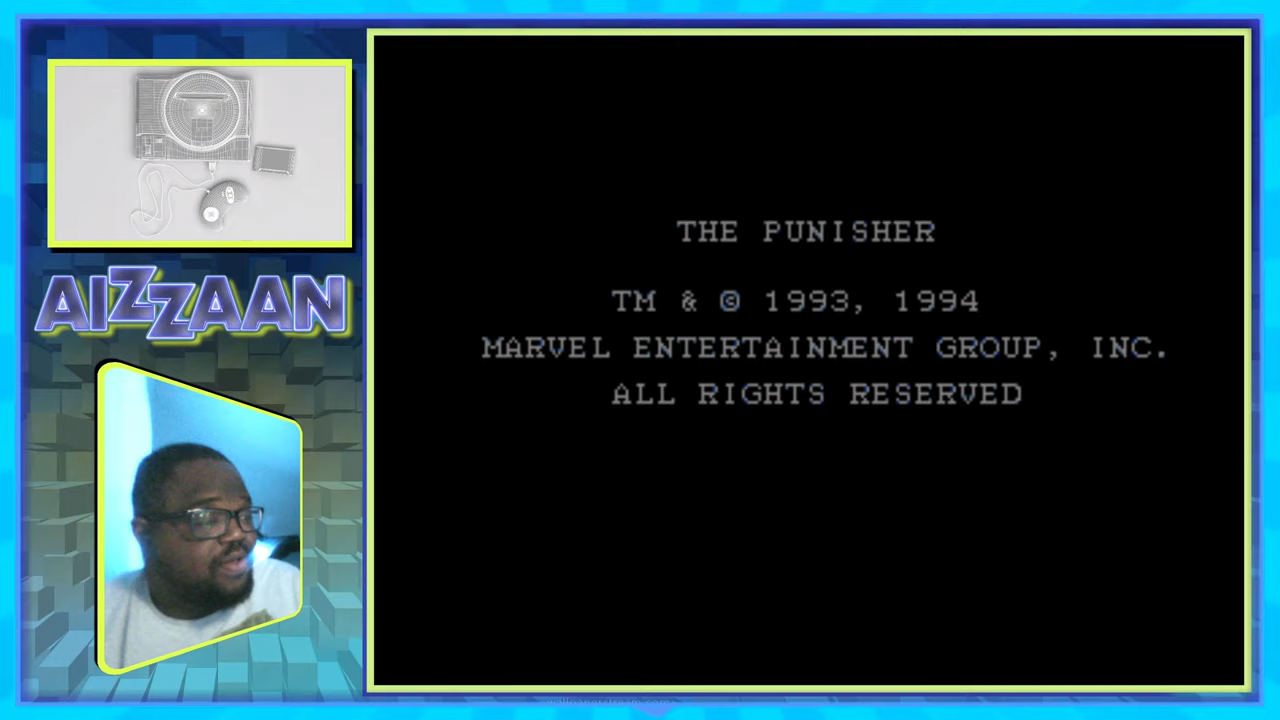 AIZZAAN
THE PUNISHER
TM & © 1993, 1994
MARVEL ENTERTAINMENT GROUP, INC.
ALL RIGHTS RESERVED